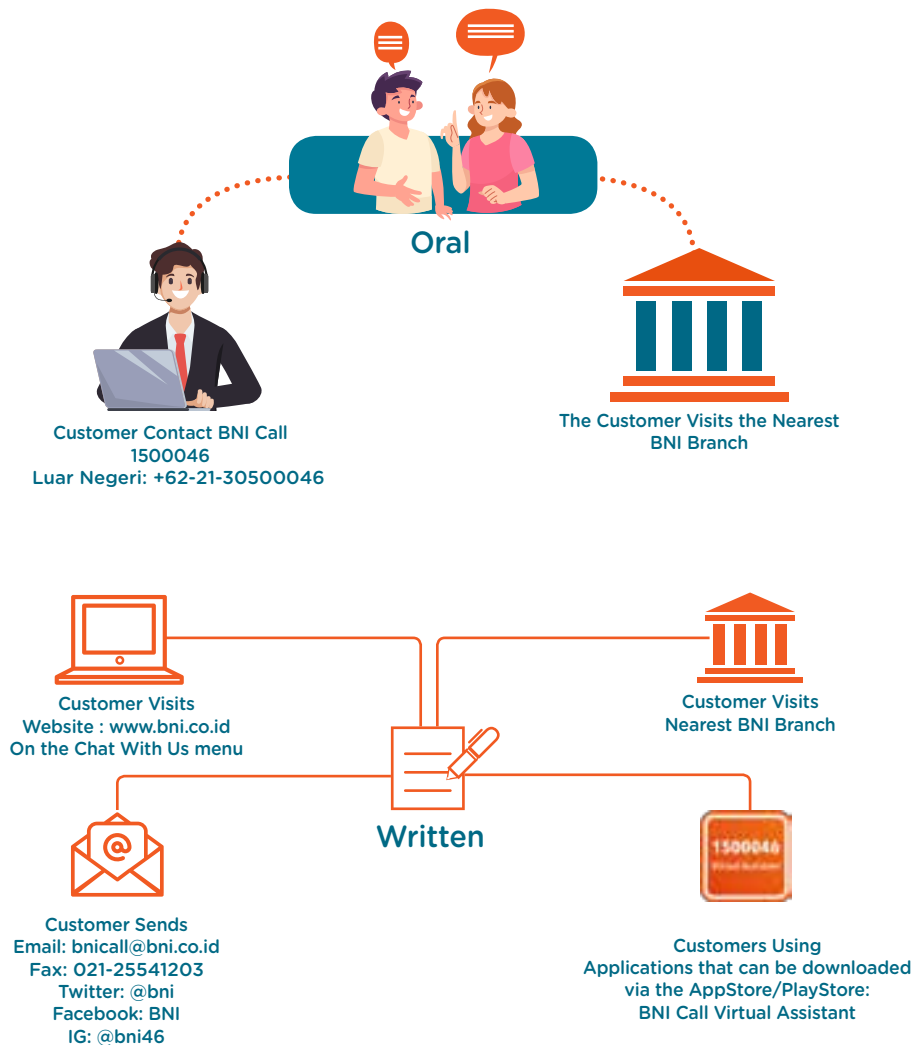 Oral
Customer Contact BNI Call
1500046
Luar Negeri: +62-21-30500046
The Customer Visits the Nearest
BNI Branch
Customer Visits
Website : www.bni.co.id
On the Chat With Us menu
Customer Visits
Nearest BNI Branch
Written
1500046
Customer Sends
Email: bnicall@bni.co.id
Fax: 021-25541203
Twitter: @bni
Facebook: BNI
IG: @bni46
Customers Using
Applications that can be downloaded
via the AppStore/PlayStore:
BNI Call Virtual Assistant